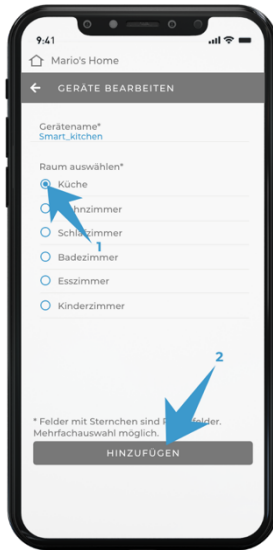 9:41
Mario's Home
GERÄTE BEARBEITEN
Gerätename*
Smart_kitchen
Raum auswählen*
Küche
Schlafzimmer
1
Badezimmer
Esszimmer
Kinderzimmer
2
* Felder mit Sternchen sind
Mehrfachauswahl möglich.
HINZUFÜGEN